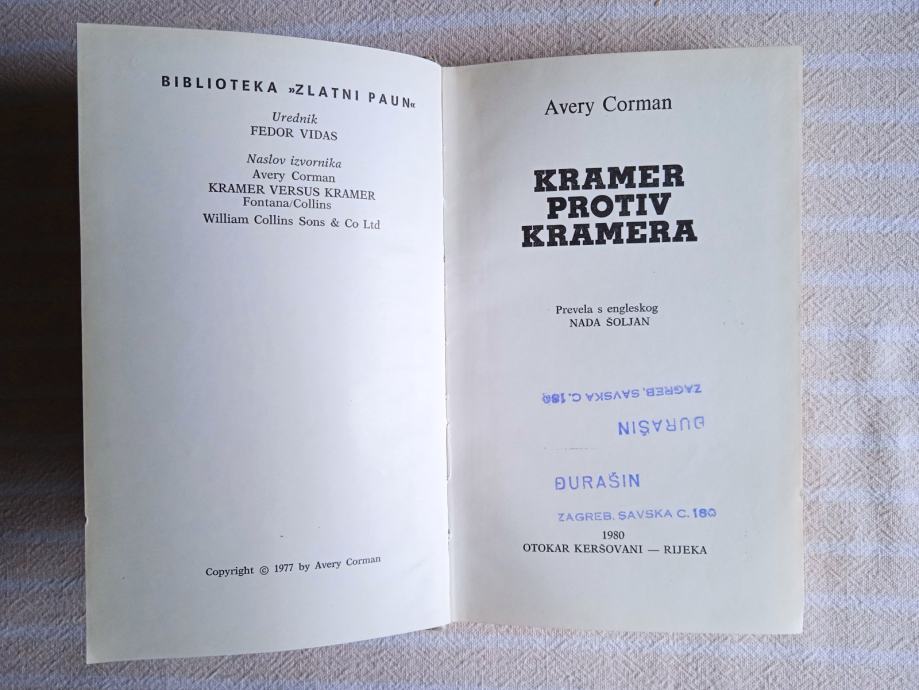 BIBLIOTEKA »ZLATNI PAUN«
Urednik
FEDOR VIDAS
Naslov izvornika
Avery Corman
KRAMER VERSUS KRAMER
Fontana/Collins
William Collins Sons & Co Ltd
Copyright © 1977 by Avery Corman
Avery Corman
KRAMER
PROTIV
KRAMERA
Prevela s engleskog
NADA ŠOLJAN
ZAGREB, SAVSKA C. 180
ĐURAŠIN
ĐURAŠIN
ZAGREB, SAVSKA C. 180
1980
OTOKAR KERŠOVANI — RIJEKA